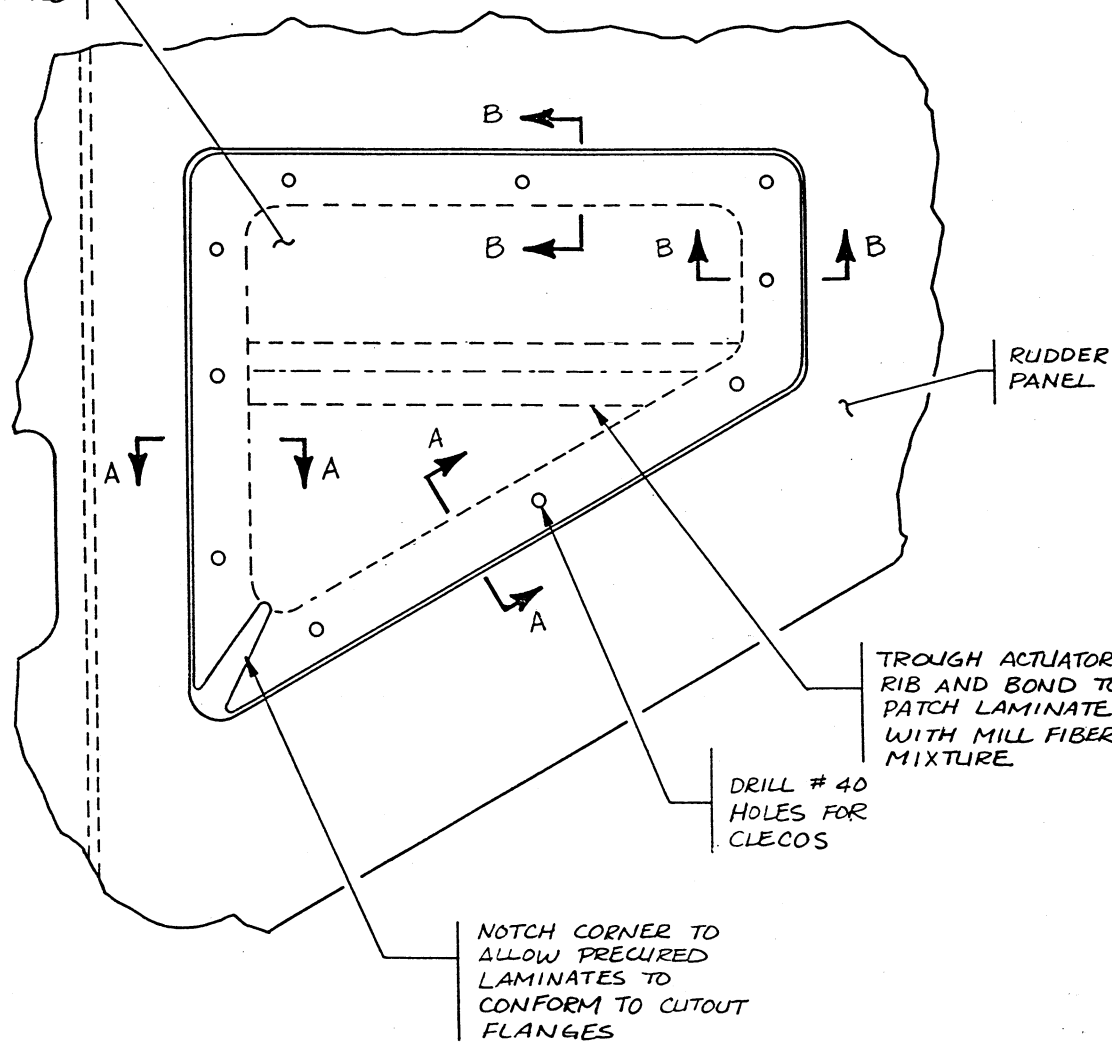 B
B
B
B
RUDDER
PANEL
A
A
A
A
TROUGH ACTUATOR
RIB AND BOND TO
PATCH LAMINATE
WITH MILL FIBER
MIXTURE
DRILL # 40
HOLES FOR
CLECOS
NOTCH CORNER TO
ALLOW PRECURED
LAMINATES TO
CONFORM TO CUTOUT
FLANGES